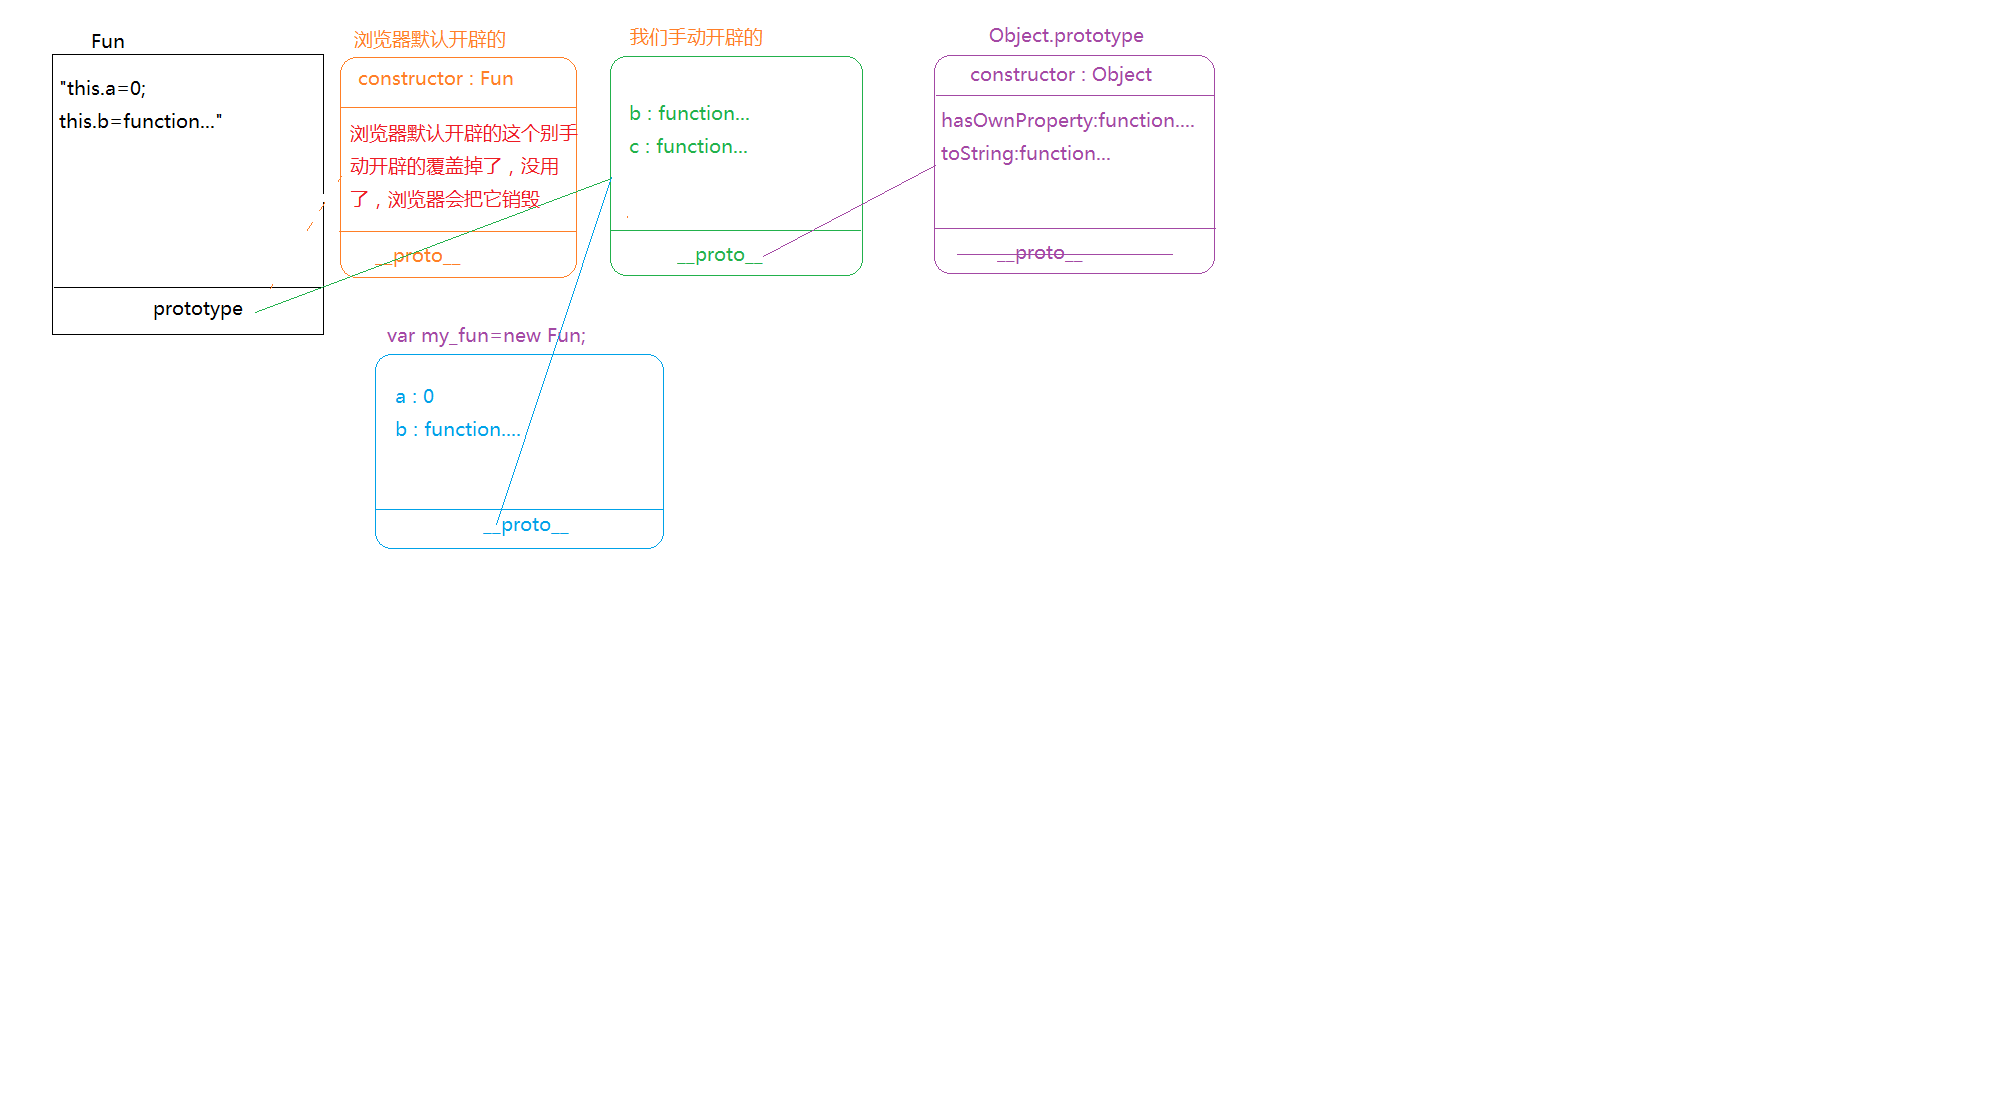 Fun
"this.a=0;
this.b=function..."
prototype
浏览器默认开辟的
constructor : Fun
浏览器默认开辟的这个别手
动开辟的覆盖掉了，没用
了，浏览器会把它销毁
__proto__
我们手动开辟的
b : function...
c : function...
__proto__
Object.prototype
constructor : Object
hasOwnProperty:function....
toString:function...
__proto__
var my_fun=new Fun;
a : 0
b : function....
__proto__